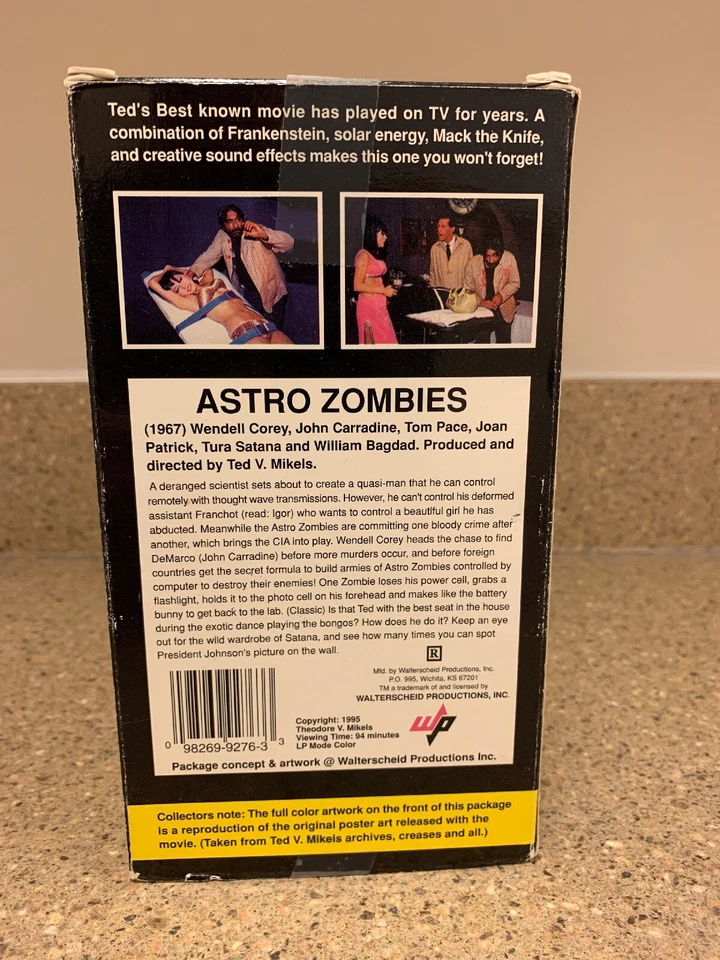 Ted's Best known movie has played on TV for years. A
combination of Frankenstein, solar energy, Mack the Knife,
and creative sound effects makes this one you won't forget!
ASTRO ZOMBIES
(1967) Wendell Corey, John Carradine, Tom Pace, Joan
Patrick, Tura Satana and William Bagdad. Produced and
directed by Ted V. Mikels.
A deranged scientist sets about to create a quasi-man that he can control
remotely with thought wave transmissions. However, he can't control his deformed
assistant Franchot (read: Igor) who wants to control a beautiful girl he has
abducted. Meanwhile the Astro Zombies are committing one bloody crime after
another, which brings the CIA into play. Wendell Corey heads the chase to find
DeMarco (John Carradine) before more murders occur, and before foreign
countries get the secret formula to build armies of Astro Zombies controlled by
computer to destroy their enemies! One Zombie loses his power cell, grabs a
flashlight, holds it to the photo cell on his forehead and makes like the battery
bunny to get back to the lab. (Classic) Is that Ted with the best seat in the house
during the exotic dance playing the bongos? How does he do it? Keep an eye
out for the wild wardrobe of Satana, and see how many times you can spot
President Johnson's picture on the wall.
R
Mfd. by Walterscheid Productions, Inc.
P.O. 995, Wichita, KS 67201
TM a trademark of and licensed by
WALTERSCHEID PRODUCTIONS, INC.
wp
Copyright: 1995
Theodore V. Mikels
Viewing Time: 94 minutes
LP Mode Color
0 98269-9276-3 3
Package concept & artwork @ Walterscheid Productions Inc.
Collectors note: The full color artwork on the front of this package
is a reproduction of the original poster art released with the
movie. (Taken from Ted V. Mikels archives, creases and all.)